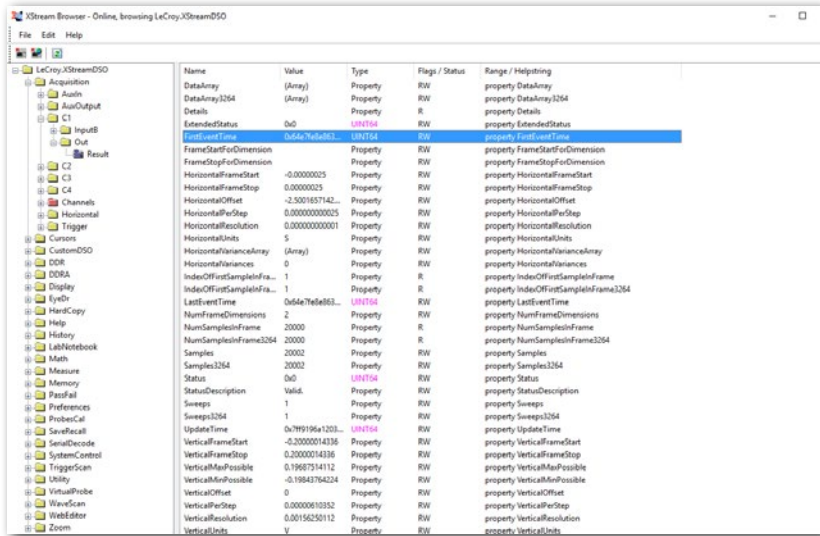 XStream Browser - Online, browsing LeCroy.XStreamDSO
File Edit Help
LeCroy.XStreamDSO
Acquisition
AuxIn
AuxOutput
C1
InputB
Out
Result
C2
C3
C4
Channels
Horizontal
Trigger
Cursors
CustomDSO
DDR
DDRA
Display
EyeDr
HardCopy
Help
History
LabNotebook
Math
Measure
Memory
PassFail
Preferences
ProbesCal
SaveRecall
SerialDecode
SystemControl
TriggerScan
Utility
VirtualProbe
WaveScan
WebEditor
Zoom
Name Value Type Flags / Status Range / Helpstring
DataArray (Array) Property RW property DataArray
DataArray3264 (Array) Property RW property DataArray3264
Details Property R property Details
ExtendedStatus 0x0 UINT64 RW property ExtendedStatus
FirstEventTime 0x64e7fe8e863... UINT64 RW property FirstEventTime
FrameStartForDimension Property RW property FrameStartForDimension
FrameStopForDimension Property RW property FrameStopForDimension
HorizontalFrameStart -0.00000025 Property RW property HorizontalFrameStart
HorizontalFrameStop 0.00000025 Property RW property HorizontalFrameStop
HorizontalOffset -2.5001657142... Property RW property HorizontalOffset
HorizontalPerStep 0.000000000025 Property RW property HorizontalPerStep
HorizontalResolution 0.000000000001 Property RW property HorizontalResolution
HorizontalUnits S Property RW property HorizontalUnits
HorizontalVarianceArray (Array) Property RW property HorizontalVarianceArray
HorizontalVariances 0 Property RW property HorizontalVariances
IndexOfFirstSampleInFra... 1 Property R property IndexOfFirstSampleInFrame
IndexOfFirstSampleInFra... 1 Property R property IndexOfFirstSampleInFrame3264
LastEventTime 0x64e7fe8e863... UINT64 RW property LastEventTime
NumFrameDimensions 2 Property RW property NumFrameDimensions
NumSamplesInFrame 20000 Property R property NumSamplesInFrame
NumSamplesInFrame3264 20000 Property R property NumSamplesInFrame3264
Samples 20002 Property RW property Samples
Samples3264 20002 Property RW property Samples3264
Status 0x0 UINT64 RW property Status
StatusDescription Valid. Property RW property StatusDescription
Sweeps 1 Property RW property Sweeps
Sweeps3264 1 Property RW property Sweeps3264
UpdateTime 0x7ff9196a1203... UINT64 RW property UpdateTime
VerticalFrameStart -0.20000014336 Property RW property VerticalFrameStart
VerticalFrameStop 0.20000014336 Property RW property VerticalFrameStop
VerticalMaxPossible 0.19687514112 Property RW property VerticalMaxPossible
VerticalMinPossible -0.19843764224 Property RW property VerticalMinPossible
VerticalOffset 0 Property RW property VerticalOffset
VerticalPerStep 0.00000610352 Property RW property VerticalPerStep
VerticalResolution 0.00156250112 Property RW property VerticalResolution
VerticalUnits V Property RW property VerticalUnits